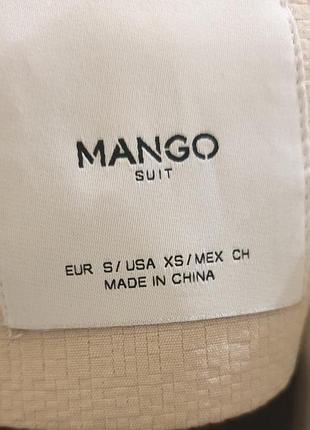 MANGO
SUIT
EUR S/USA XS/MEX CH
MADE IN CHINA